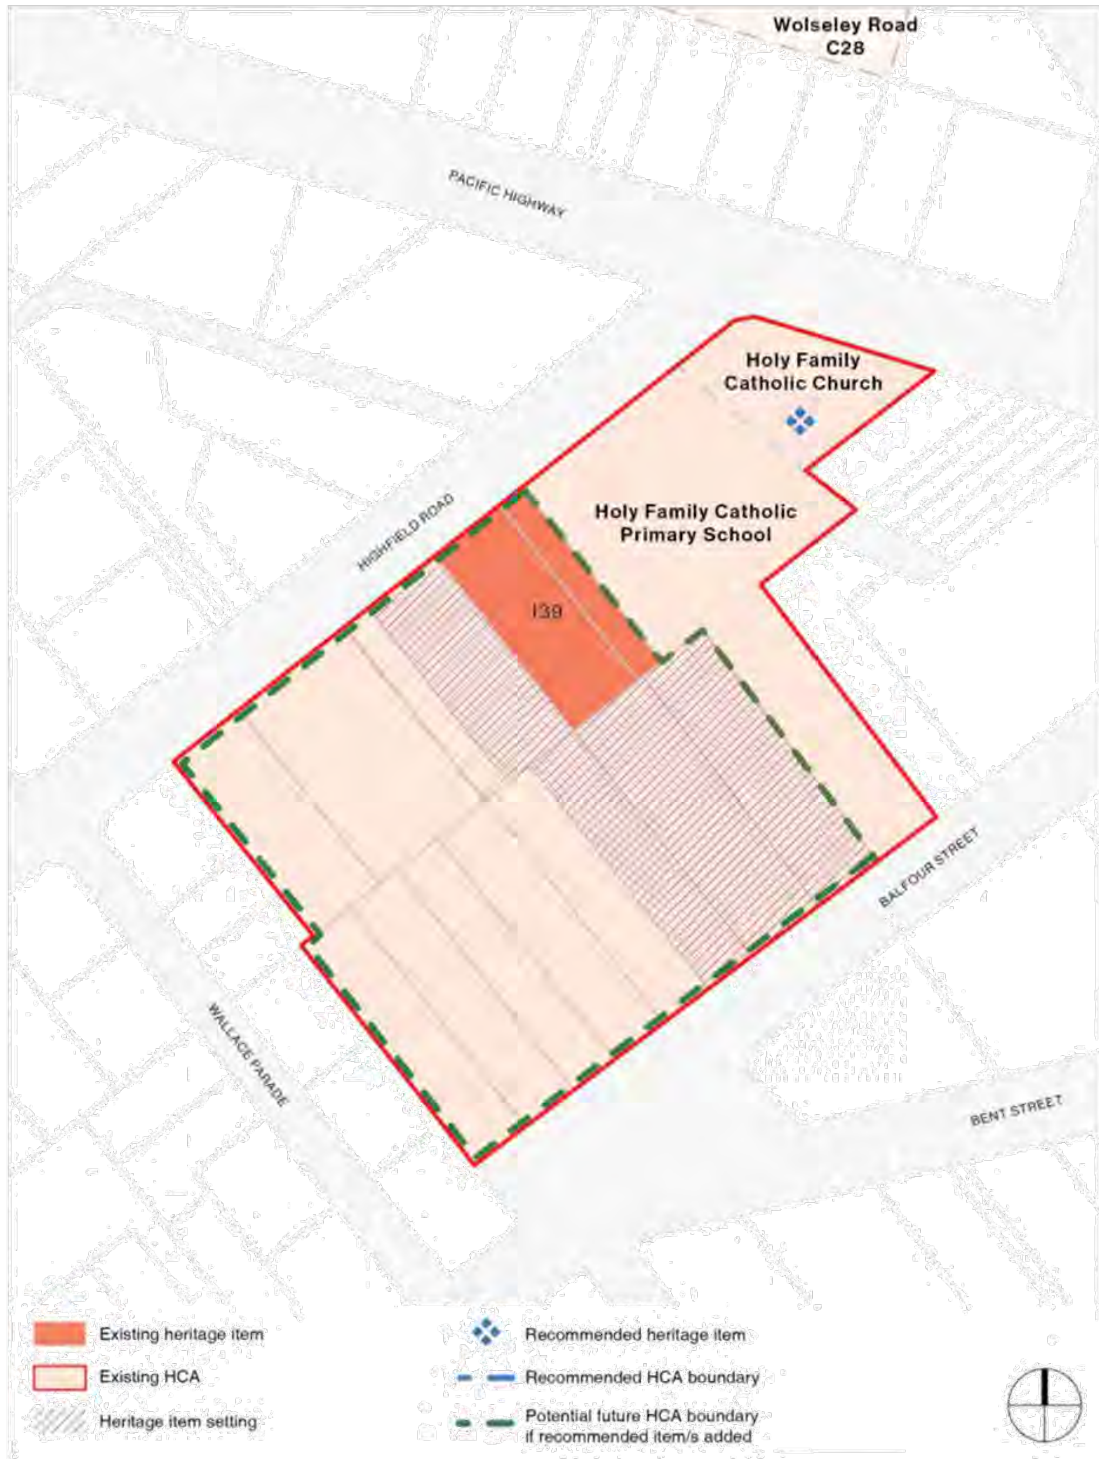 Wolseley Road
C28
PACIFIC HIGHWAY
Holy Family
Catholic Church
Holy Family Catholic
Primary School
HIGHFIELD ROAD
I39
BALFOUR STREET
WALLACE PARADE
BENT STREET
Existing heritage item
Existing HCA
Heritage item setting
Recommended heritage item
Recommended HCA boundary
Potential future HCA boundary
if recommended item/s added